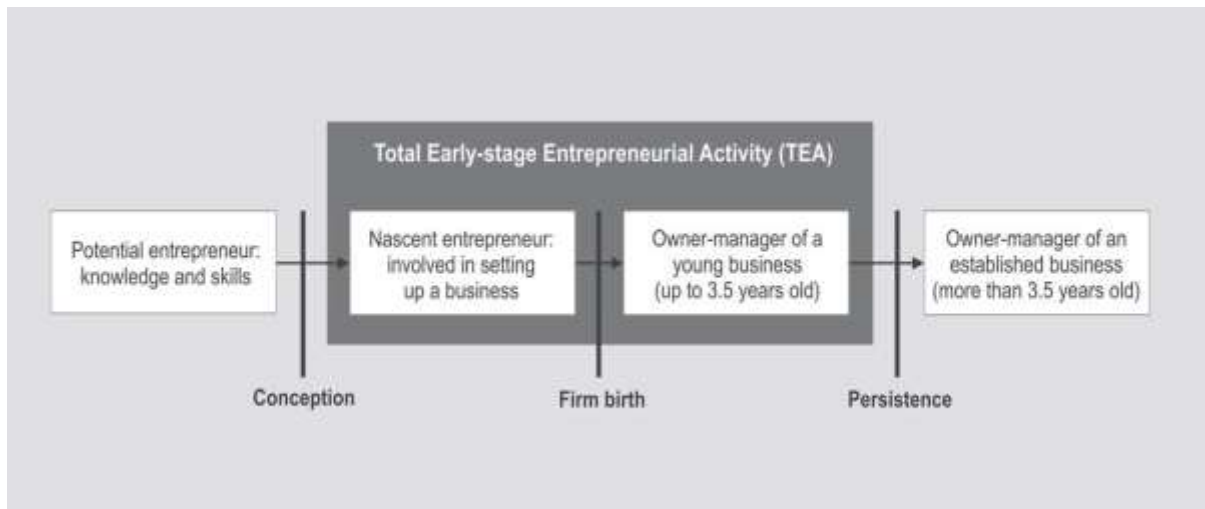 Total Early-stage Entrepreneurial Activity (TEA)
Potential entrepreneur:
knowledge and skills
Nascent entrepreneur:
involved in setting
up a business
Owner-manager of a
young business
(up to 3.5 years old)
Owner-manager of an
established business
(more than 3.5 years old)
Conception
Firm birth
Persistence